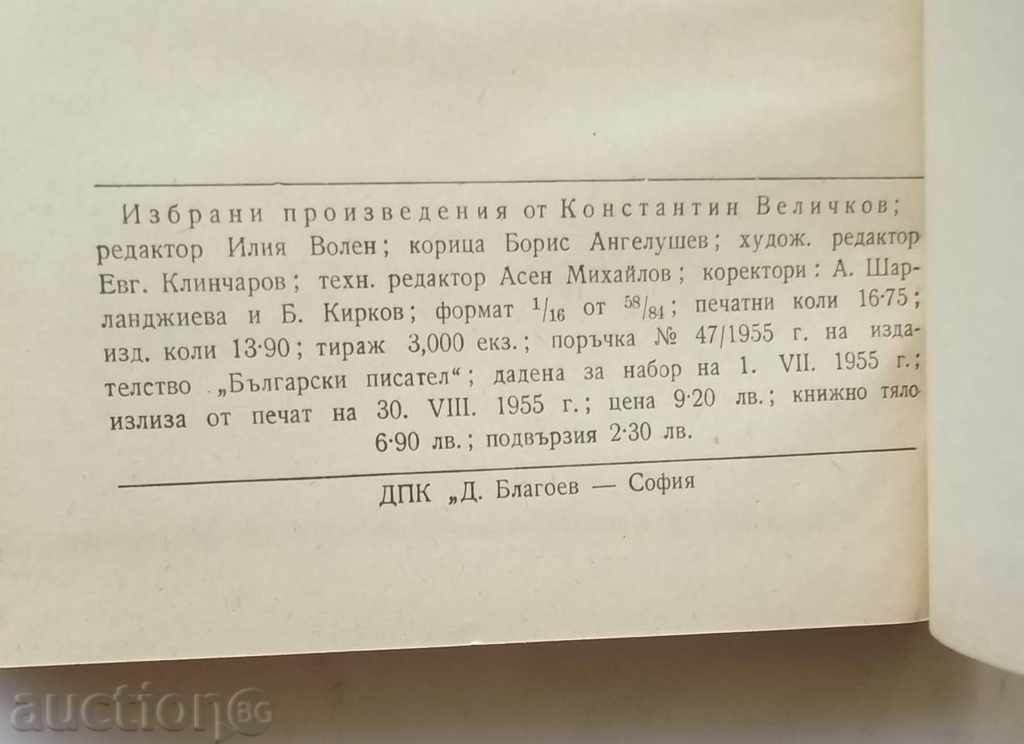 Избрани произведения от Константин Величков;
редактор Илия Волен; корица Борис Ангелушев; худож. редактор
Евг. Клинчаров; техн. редактор Асен Михайлов; коректори: А. Шар-
ланджиева и Б. Кирков; формат 1/16 от 58/84; печатни коли 16·75;
изд. коли 13·90; тираж 3,000 екз.; поръчка № 47/1955 г. на изда-
телство „Български писател“; дадена за набор на 1. VII. 1955 г.;
излиза от печат на 30. VIII. 1955 г.; цена 9·20 лв.; книжно тяло
6·90 лв.; подвързия 2·30 лв.
ДПК „Д. Благоев — София
auction BG